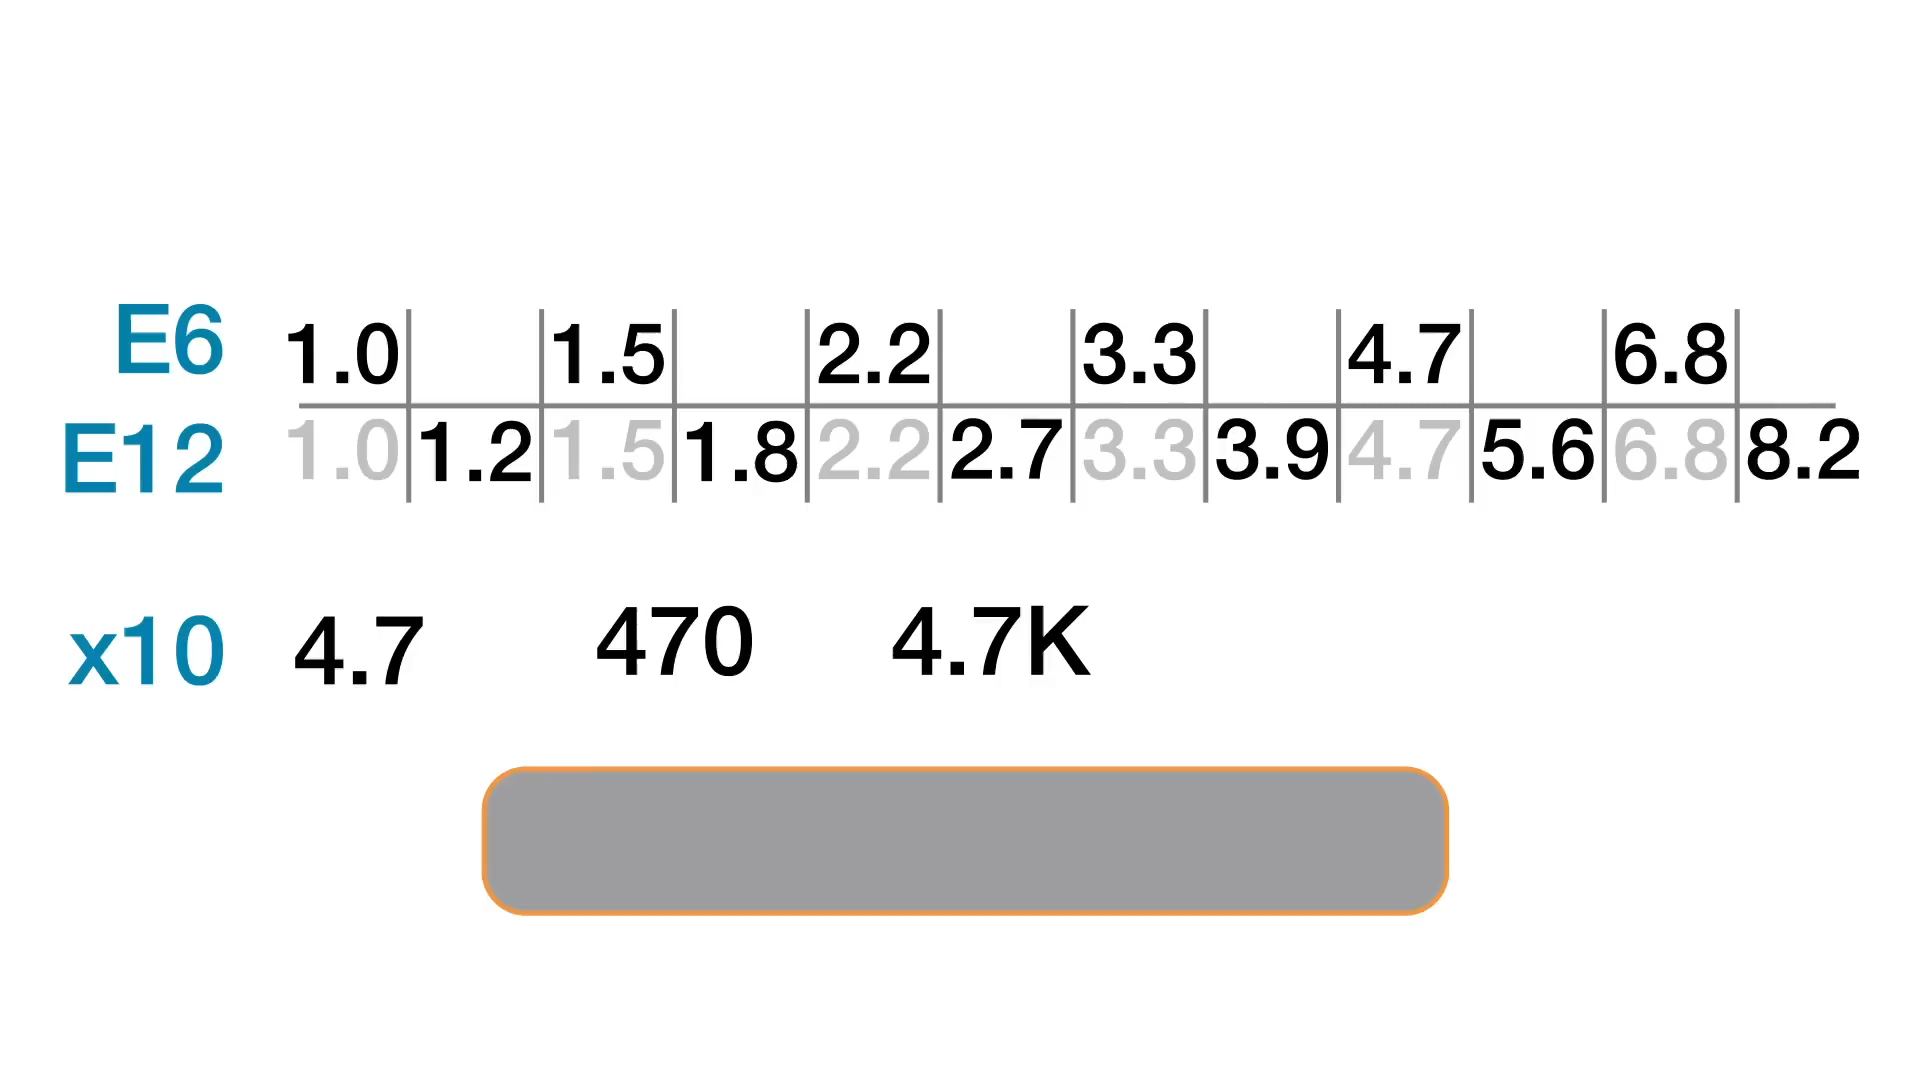 E6 1.0 1.5 2.2 3.3 4.7 6.8
E12 1.0 1.2 1.5 1.8 2.2 2.7 3.3 3.9 4.7 5.6 6.8 8.2
x10 4.7 470 4.7K